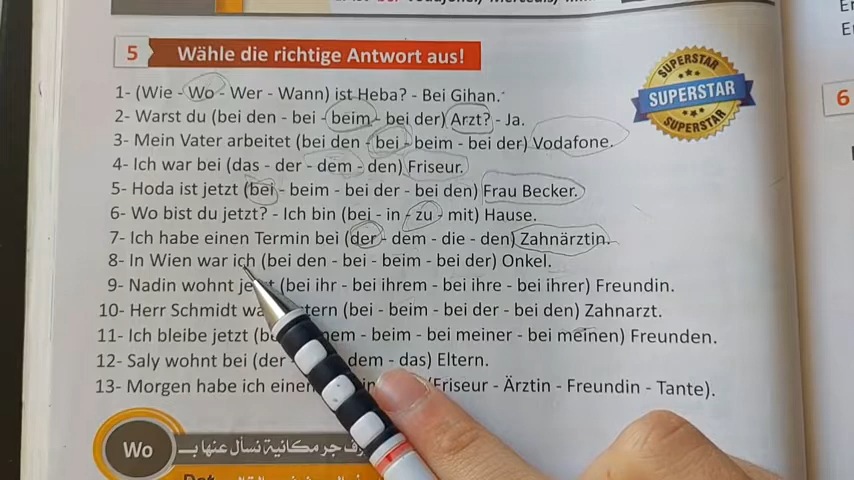 5 Wähle die richtige Antwort aus!
SUPERSTAR
SUPERSTAR
SUPERSTAR
1- (Wie - Wo - Wer - Wann) ist Heba? - Bei Gihan.
2- Warst du (bei den - bei - beim - bei der) Arzt? - Ja.
3- Mein Vater arbeitet (bei den - bei - beim - bei der) Vodafone.
4- Ich war bei (das - der - dem - den) Friseur.
5- Hoda ist jetzt (bei - beim - bei der - bei den) Frau Becker.
6- Wo bist du jetzt? - Ich bin (bei - in - zu - mit) Hause.
7- Ich habe einen Termin bei (der - dem - die - den) Zahnärztin.
8- In Wien war ich (bei den - bei - beim - bei der) Onkel.
9- Nadin wohnt (bei ihr - bei ihrem - bei ihre - bei ihrer) Freundin.
10- Herr Schmidt (bei - beim - bei der - bei den) Zahnarzt.
11- Ich bleibe jetzt - beim - bei meiner - bei meinen) Freunden.
12- Saly wohnt bei (der dem - das) Eltern.
13- Morgen habe ich (Friseur - Ärztin - Freundin - Tante).
Wo جر مكانية نسأل عنها بـ
6